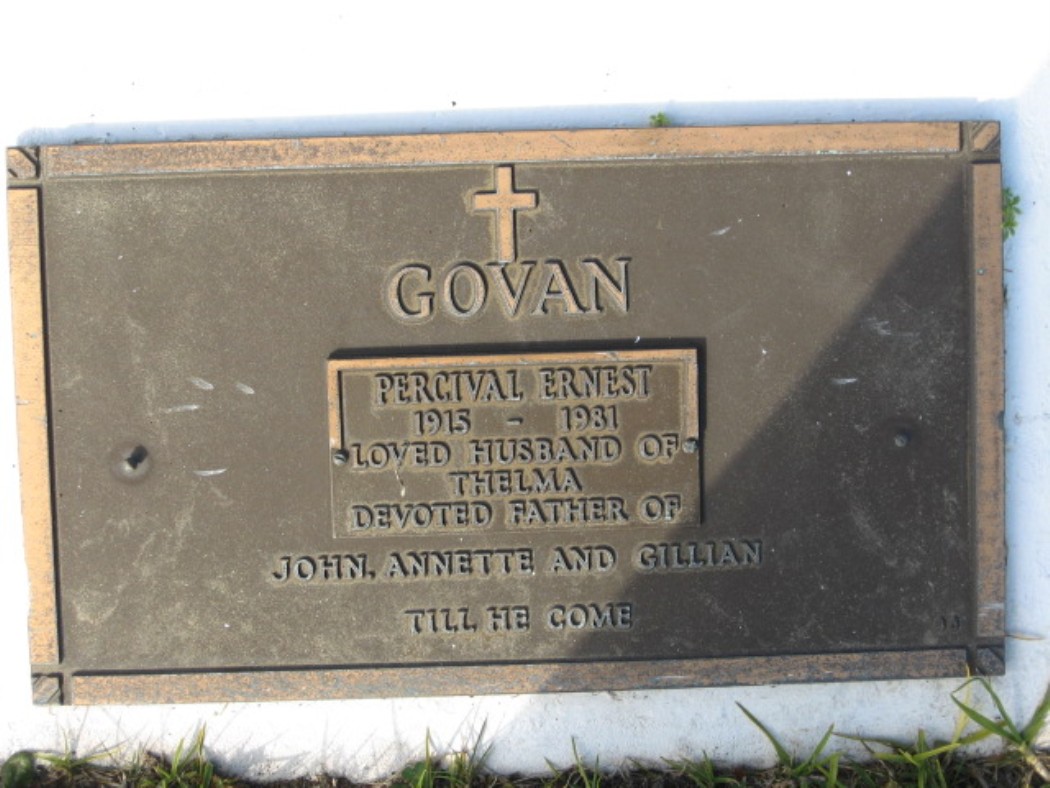 GOVAN
PERCIVAL ERNEST
1915 - 1981
LOVED HUSBAND OF
THELMA
DEVOTED FATHER OF
JOHN, ANNETTE AND GILLIAN
TILL HE COME